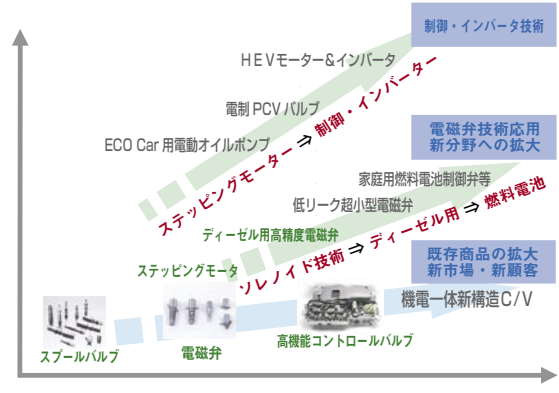 制御・インバータ技術
HEVモーター＆インバータ
電制PCVバルブ
ECO Car 用電動オイルポンプ
ステッピングモーター⇒制御・インバーター
電磁弁技術応用
新分野への拡大
家庭用燃料電池制御弁等
低リーク超小型電磁弁
ディーゼル用高精度電磁弁
ソレノイド技術⇒ディーゼル用⇒燃料電池
既存商品の拡大
新市場・新顧客
ステッピングモータ
機電一体新構造C/V
スプールバルブ
電磁弁
高機能コントロールバルブ